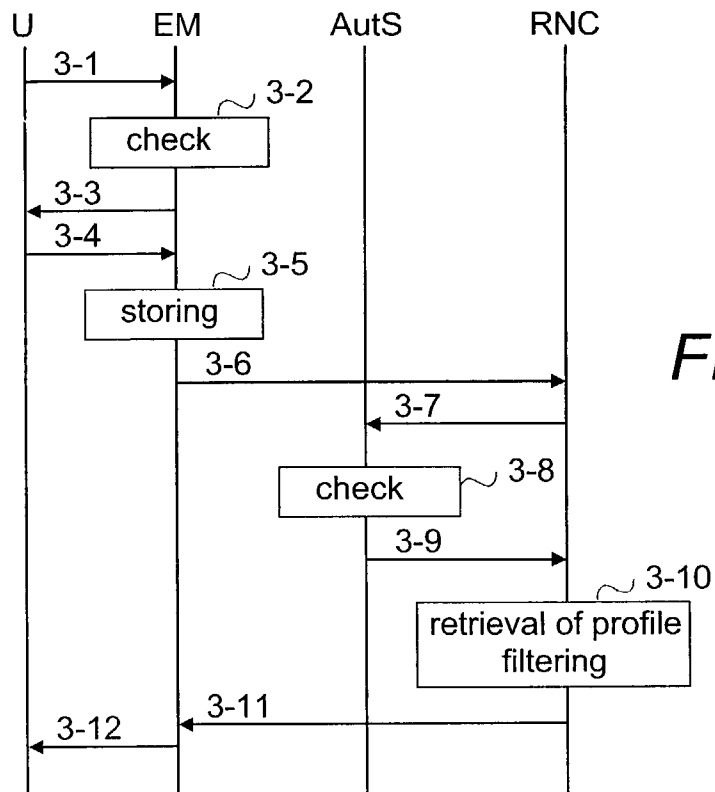 U EM AutS RNC
3-1
3-2
check
3-3
3-4
3-5
storing
3-6
3-7
3-8
check
3-9
3-10
retrieval of profile
filtering
3-11
3-12